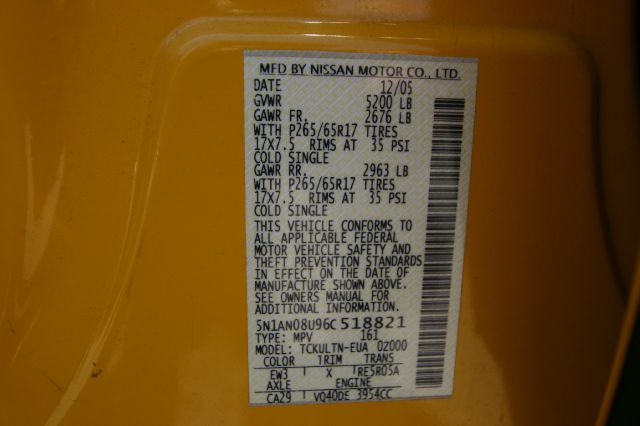 MFD BY NISSAN MOTOR CO., LTD.
DATE 12/05
GVWR 5200 LB
GAWR FR. 2676 LB
WITH P265/65R17 TIRES
17X7.5 RIMS AT 35 PSI
COLD SINGLE
GAWR RR. 2963 LB
WITH P265/65R17 TIRES
17X7.5 RIMS AT 35 PSI
COLD SINGLE
THIS VEHICLE CONFORMS TO
ALL APPLICABLE FEDERAL
MOTOR VEHICLE SAFETY AND
THEFT PREVENTION STANDARDS
IN EFFECT ON THE DATE OF
MANUFACTURE SHOWN ABOVE.
SEE OWNERS MANUAL FOR
ADDITIONAL INFORMATION.
5N1AN08U96C518821
TYPE: MPV 161
MODEL: TCKULTN-EUA 02000
COLOR TRIM TRANS
EW3 X RE5R05A
AXLE ENGINE
CA29 VQ40DE 3954CC